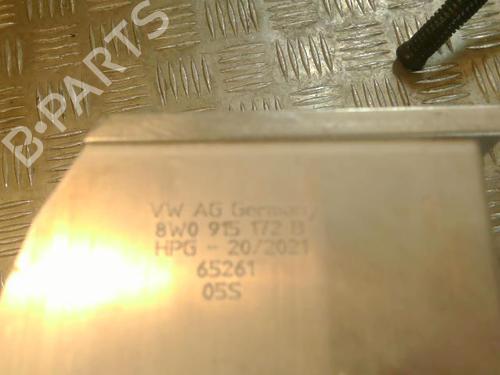 B-PARTS
VW AG Germany
8W0 915 172 B
HPG - 20/2021
65261
05S